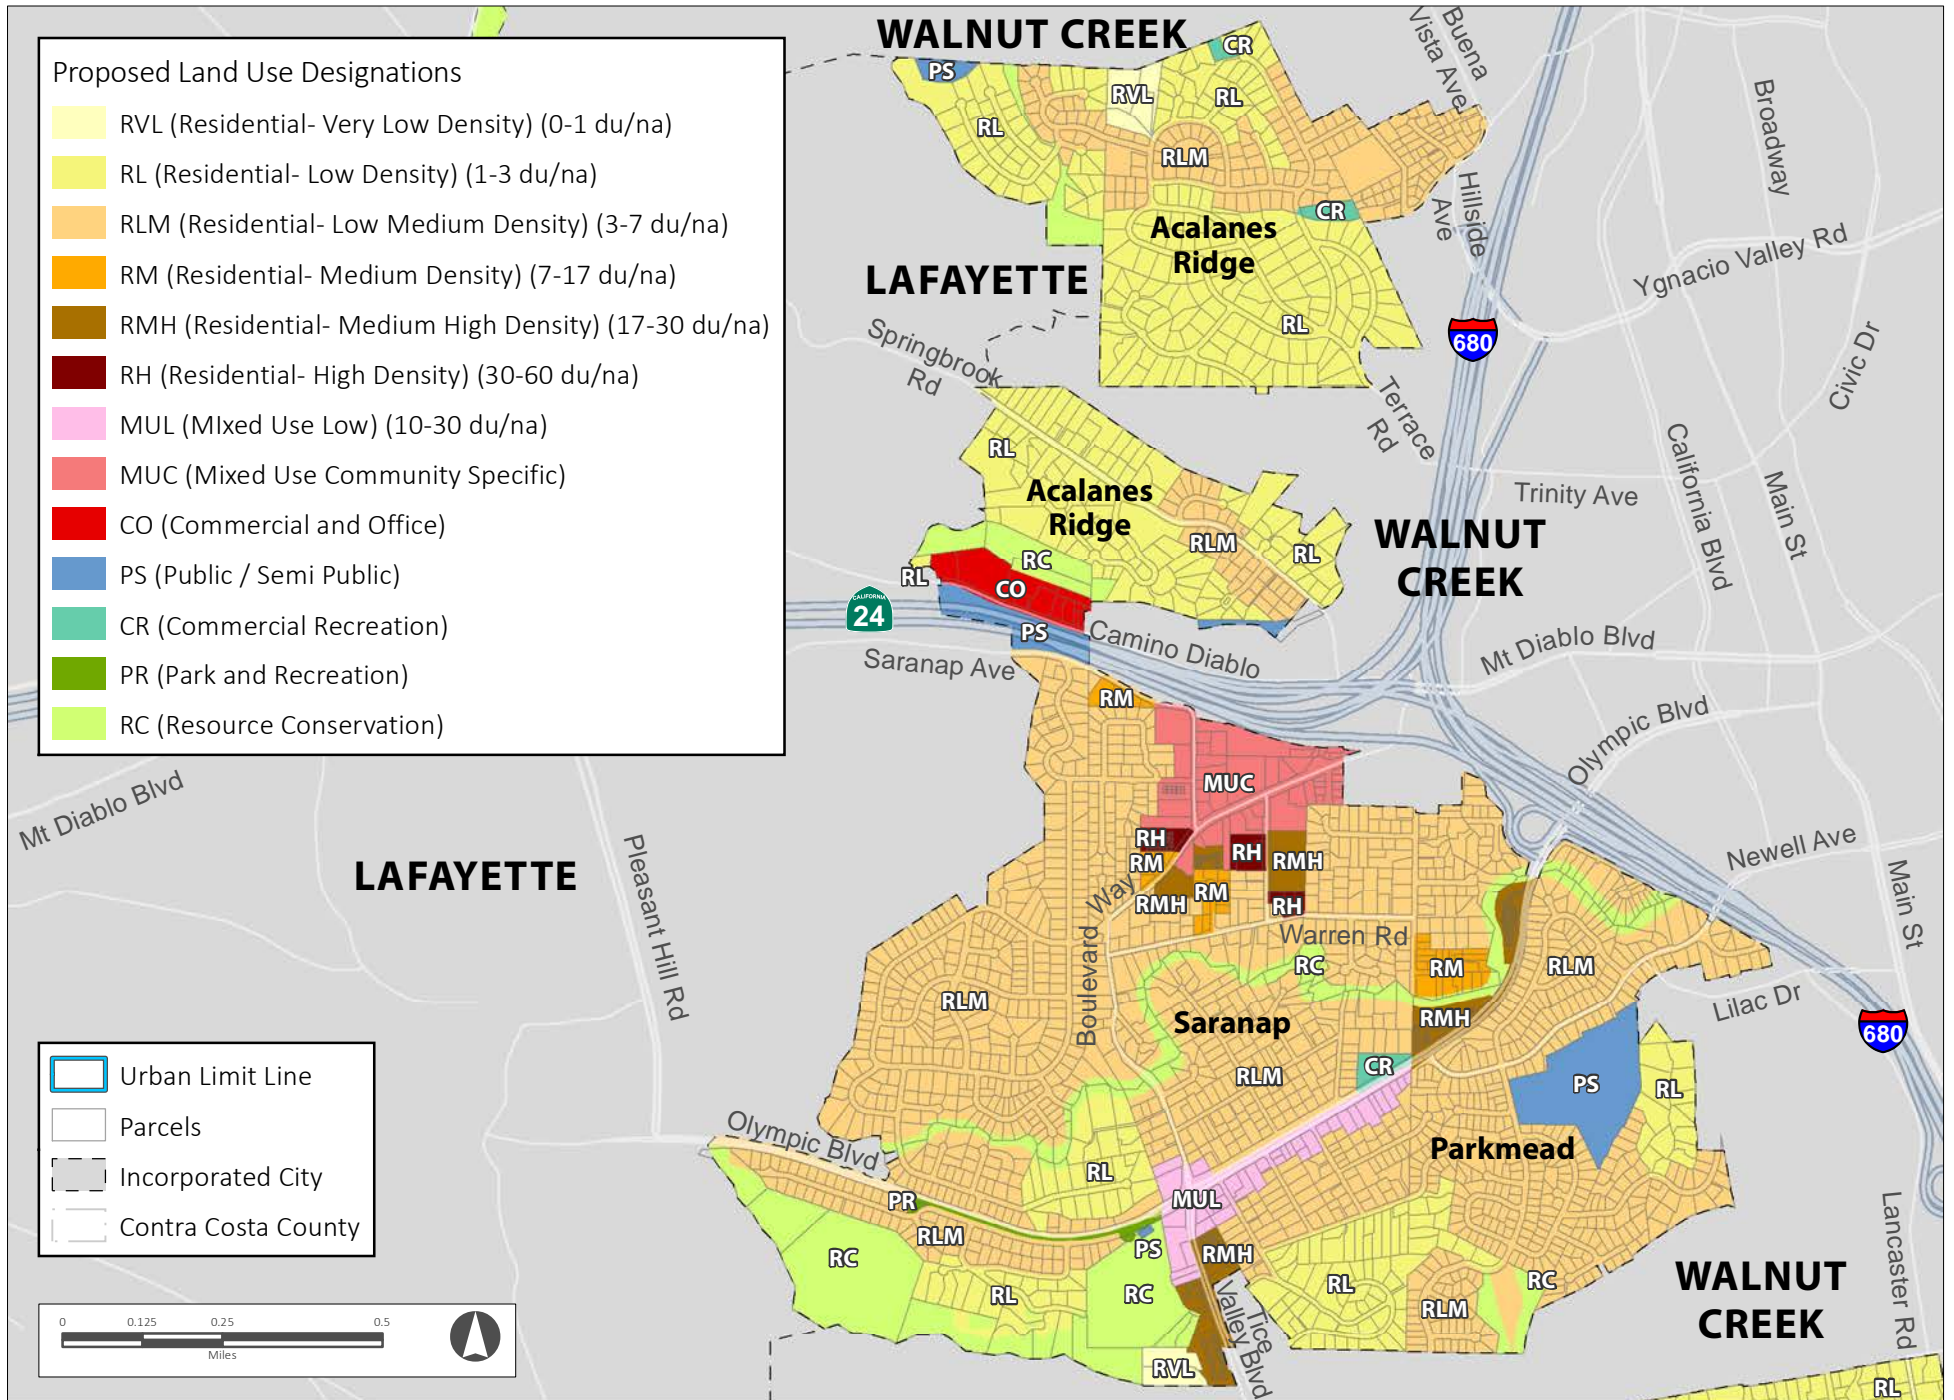 WALNUT CREEK
Proposed Land Use Designations
RVL (Residential- Very Low Density) (0-1 du/na)
RL (Residential- Low Density) (1-3 du/na)
RLM (Residential- Low Medium Density) (3-7 du/na)
RM (Residential- Medium Density) (7-17 du/na)
RMH (Residential- Medium High Density) (17-30 du/na)
RH (Residential- High Density) (30-60 du/na)
MUL (MIxed Use Low) (10-30 du/na)
MUC (Mixed Use Community Specific)
CO (Commercial and Office)
PS (Public / Semi Public)
CR (Commercial Recreation)
PR (Park and Recreation)
RC (Resource Conservation)
Urban Limit Line
Parcels
Incorporated City
Contra Costa County
0
0.125
0.25
0.5
Miles
CR
PS
RVL
RL
RL
RLM
CR
Acalanes
Ridge
LAFAYETTE
RL
Buena
Vista Ave
Broadway
Hillside
Ave
Ygnacio Valley Rd
680
Civic Dr
Springbrook
Rd
Terrace
Rd
California Blvd
Main St
Trinity Ave
RL
Acalanes
Ridge
RLM
RL
WALNUT
CREEK
RC
RL
CO
CALIFORNIA
24
PS
Camino Diablo
Saranap Ave
Mt Diablo Blvd
Olympic Blvd
RM
MUC
Mt Diablo Blvd
LAFAYETTE
Pleasant Hill Rd
RH
RM
RH
RMH
RMH
RM
RH
Boulevard Way
Warren Rd
Newell Ave
Main St
RC
RM
RLM
RLM
Lilac Dr
680
Saranap
RMH
CR
RLM
PS
RL
Parkmead
Olympic Blvd
RL
MUL
PR
RLM
PS
RMH
RC
RL
RC
RL
RLM
RC
RVL
Tice
Valley Blvd
WALNUT
CREEK
Lancaster Rd
RL